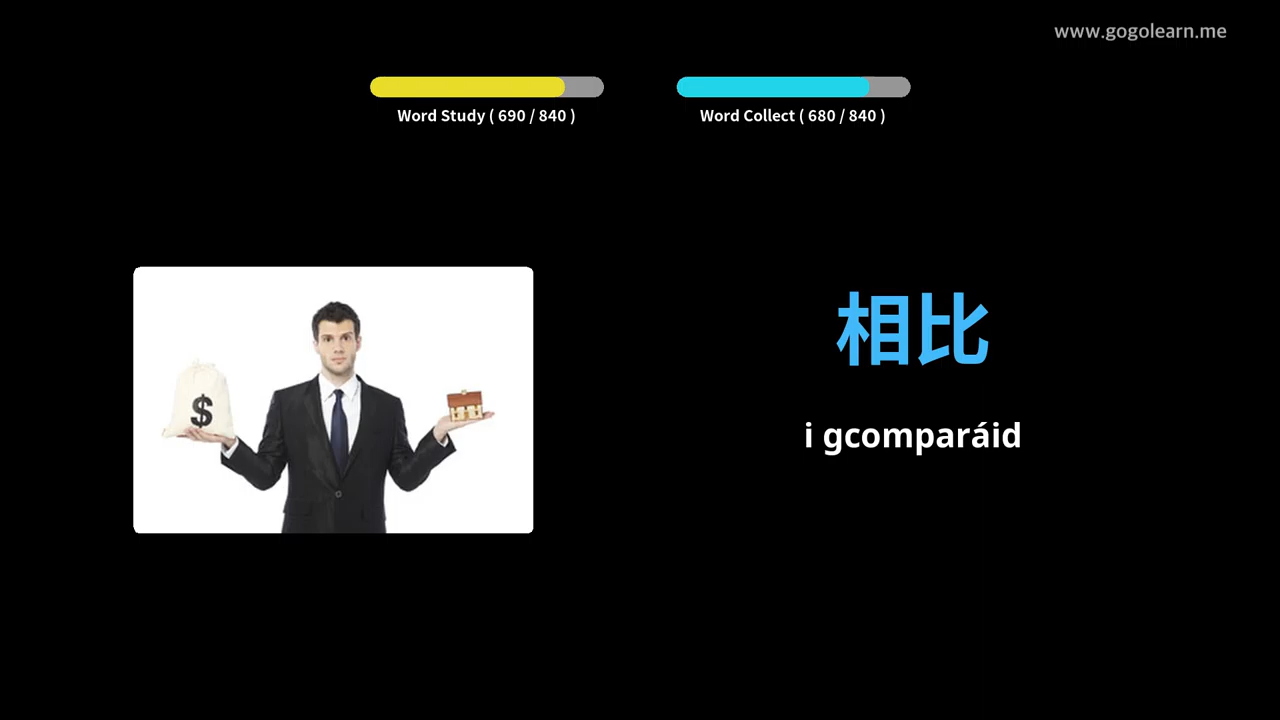 www.gogolearn.me
Word Study ( 690 / 840 )
Word Collect ( 680 / 840 )
相比
i gcomparáid
$